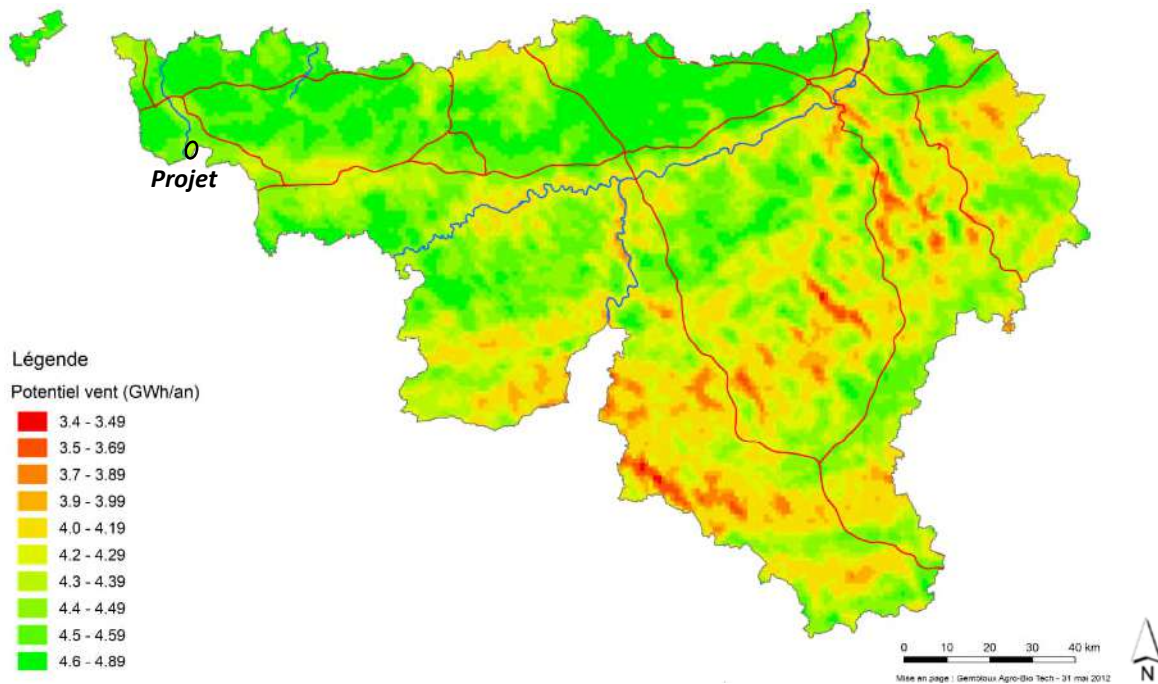 Projet
Légende
Potentiel vent (GWh/an)
3.4 - 3.49
3.5 - 3.69
3.7 - 3.89
3.9 - 3.99
4.0 - 4.19
4.2 - 4.29
4.3 - 4.39
4.4 - 4.49
4.5 - 4.59
4.6 - 4.89
0 10 20 30 40 km
Mise en page : Gembloux Agro-Bio Tech - 31 mai 2012
N